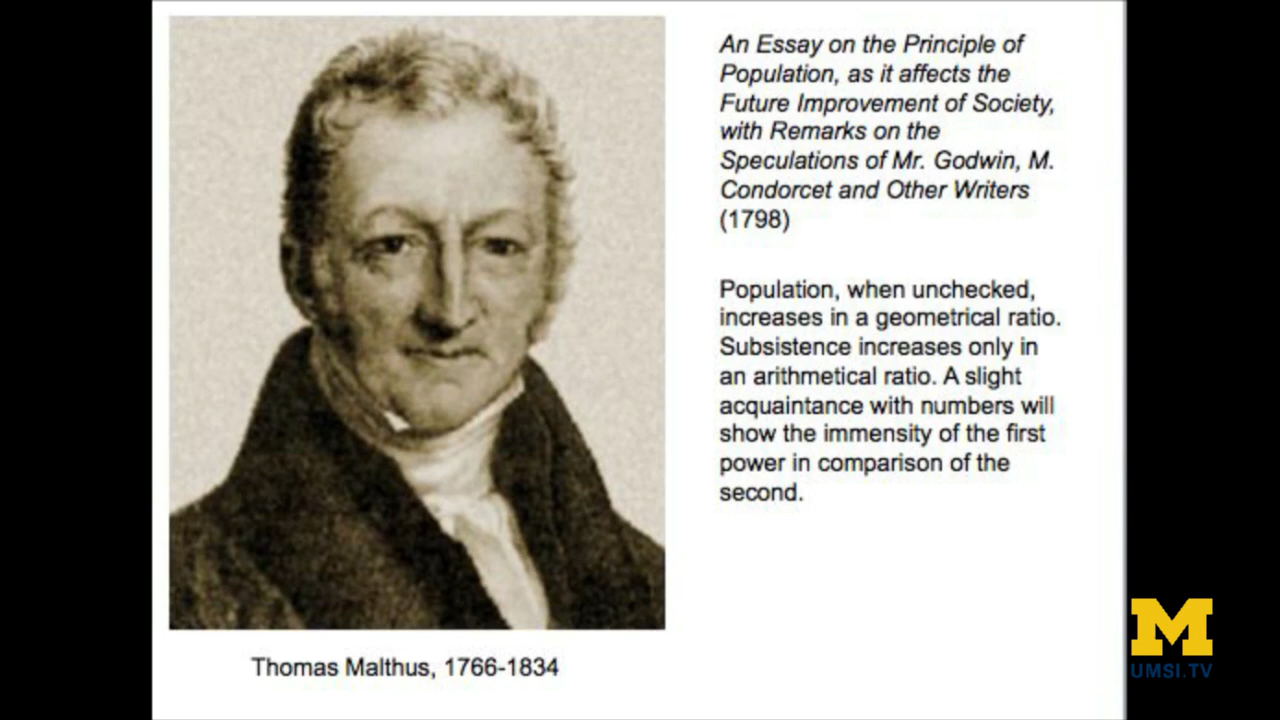 An Essay on the Principle of
Population, as it affects the
Future Improvement of Society,
with Remarks on the
Speculations of Mr. Godwin, M.
Condorcet and Other Writers
(1798)
Population, when unchecked,
increases in a geometrical ratio.
Subsistence increases only in
an arithmetical ratio. A slight
acquaintance with numbers will
show the immensity of the first
power in comparison of the
second.
Thomas Malthus, 1766-1834
M
UMSI.TV